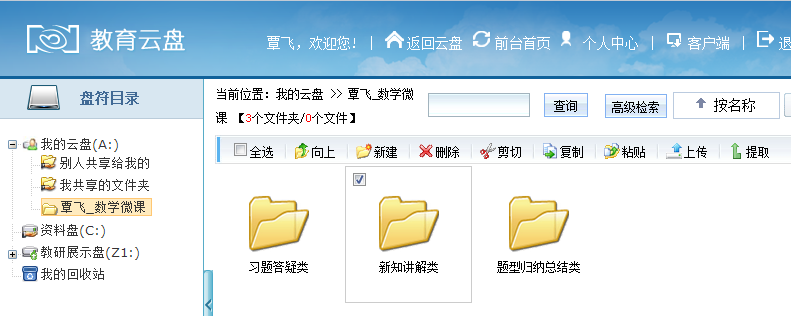 教育云盘
覃飞，欢迎您！ | 返回云盘 前台首页 个人中心 | 客户端 | 退
盘符目录
当前位置：我的云盘 >> 覃飞_数学微课 【3个文件夹/0个文件】
查询 高级检索 按名称
我的云盘(A:)
别人共享给我的
我共享的文件夹
覃飞_数学微课
资料盘(C:)
教研展示盘(Z1:)
我的回收站
全选 向上 新建 删除 剪切 复制 粘贴 上传 提取
习题答疑类 新知讲解类 题型归纳总结类